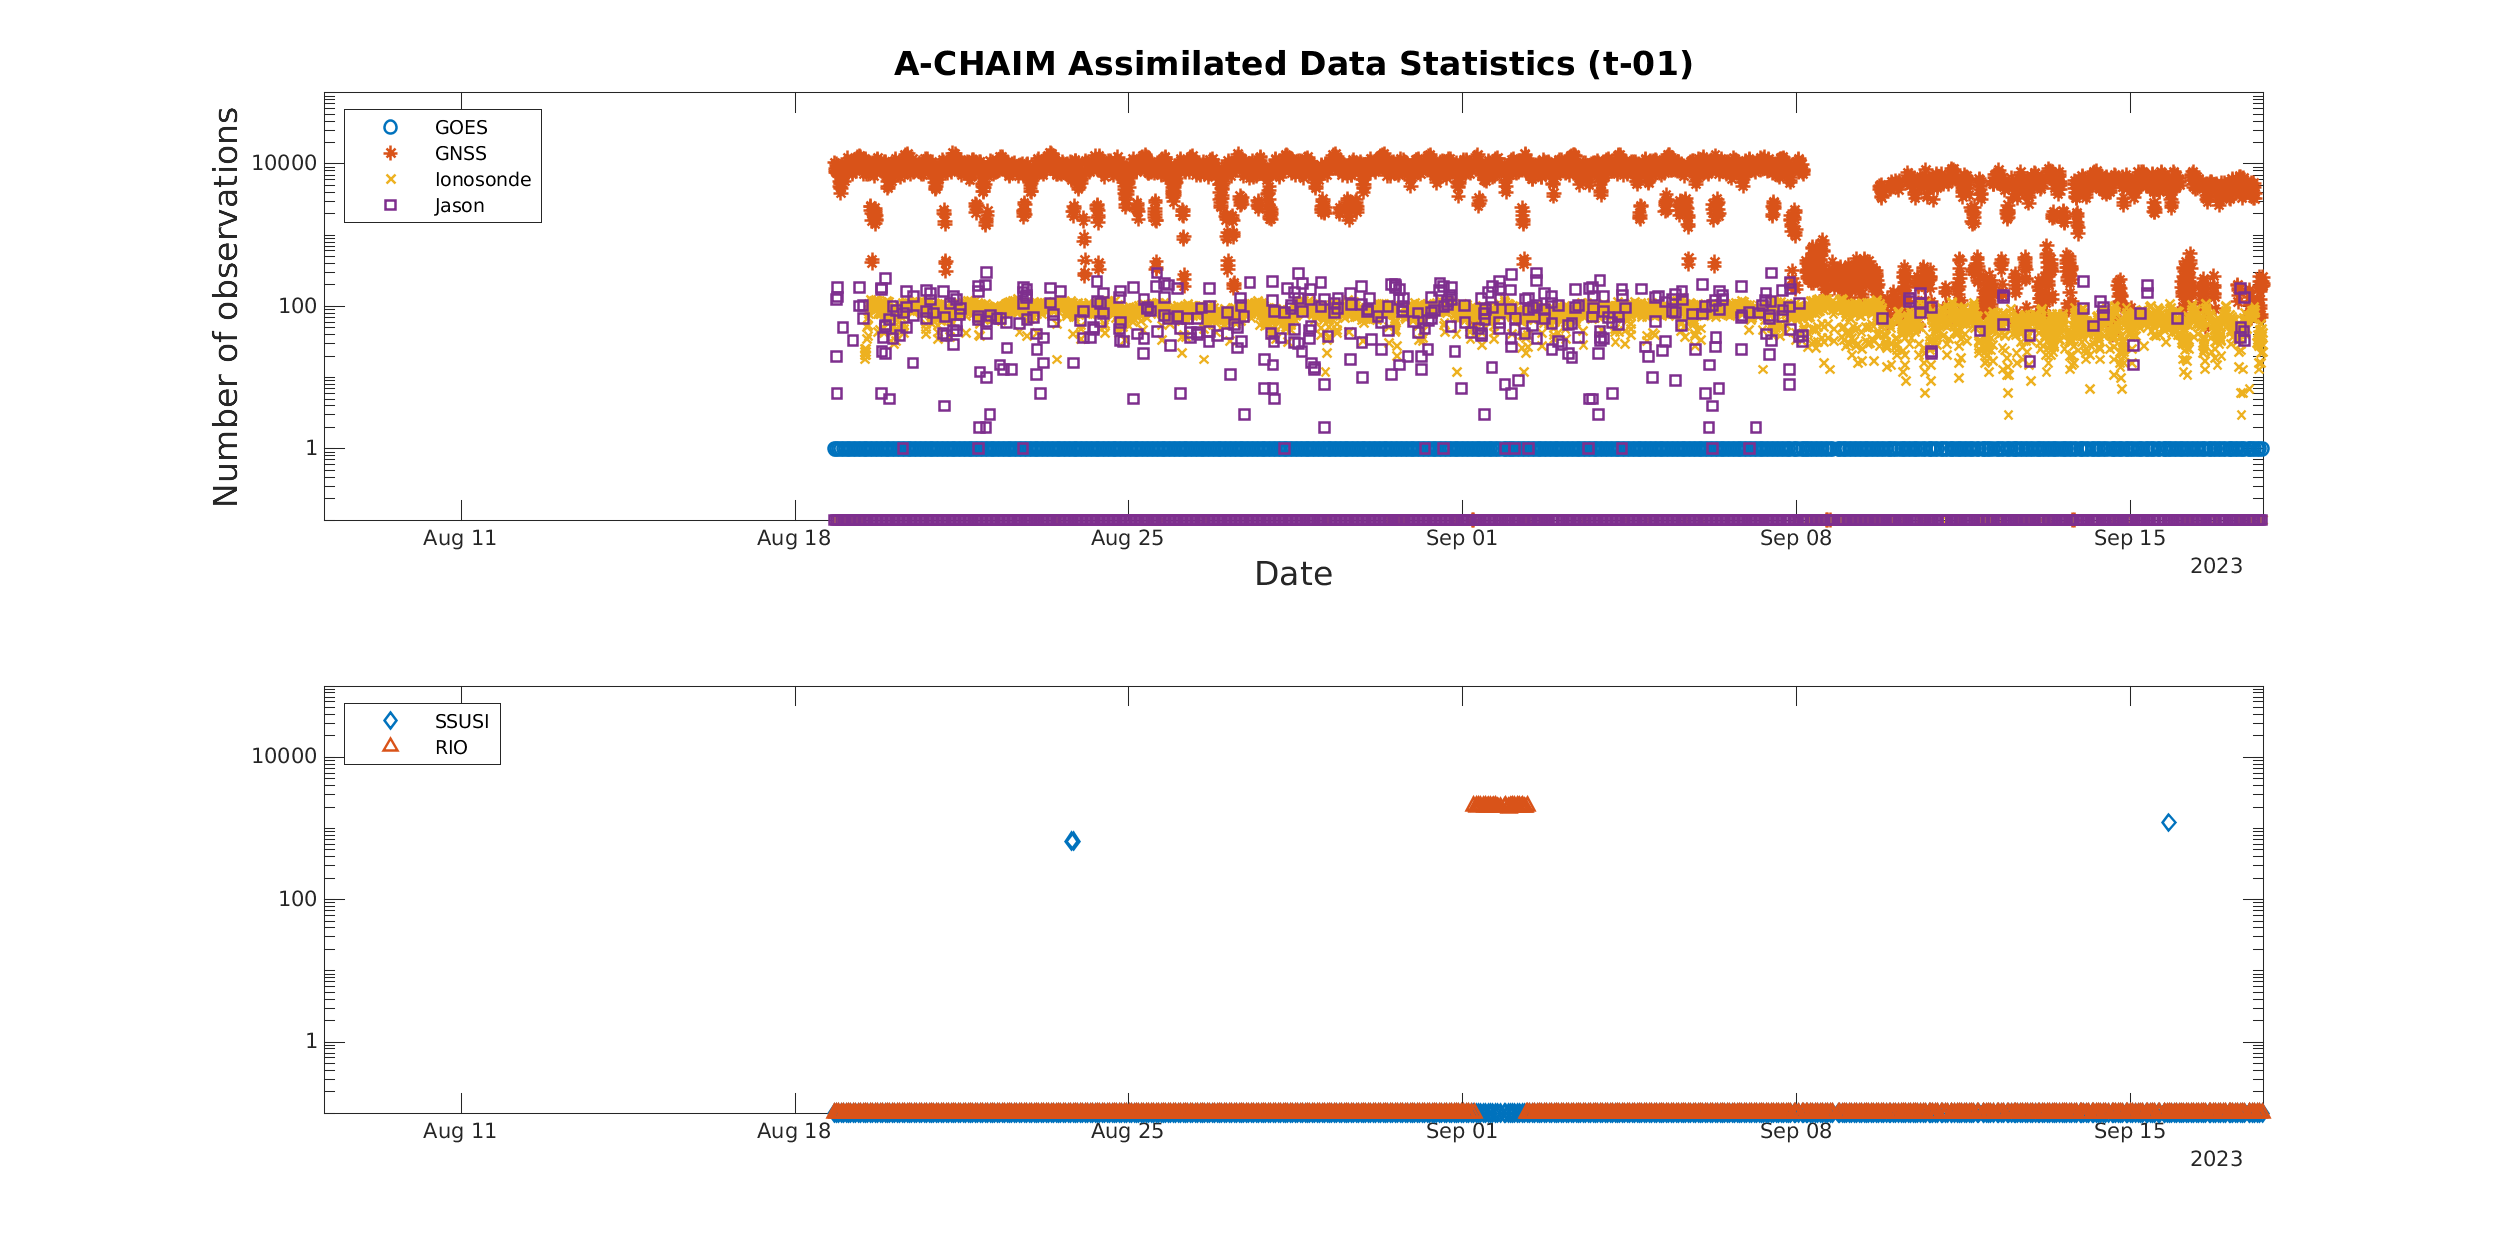 A-CHAIM Assimilated Data Statistics (t-01)
Number of observations
10000
100
1
GOES
GNSS
Ionosonde
Jason
Aug 11
Aug 18
Aug 25
Sep 01
Sep 08
Sep 15
2023
Date
10000
100
1
SSUSI
RIO
Aug 11
Aug 18
Aug 25
Sep 01
Sep 08
Sep 15
2023